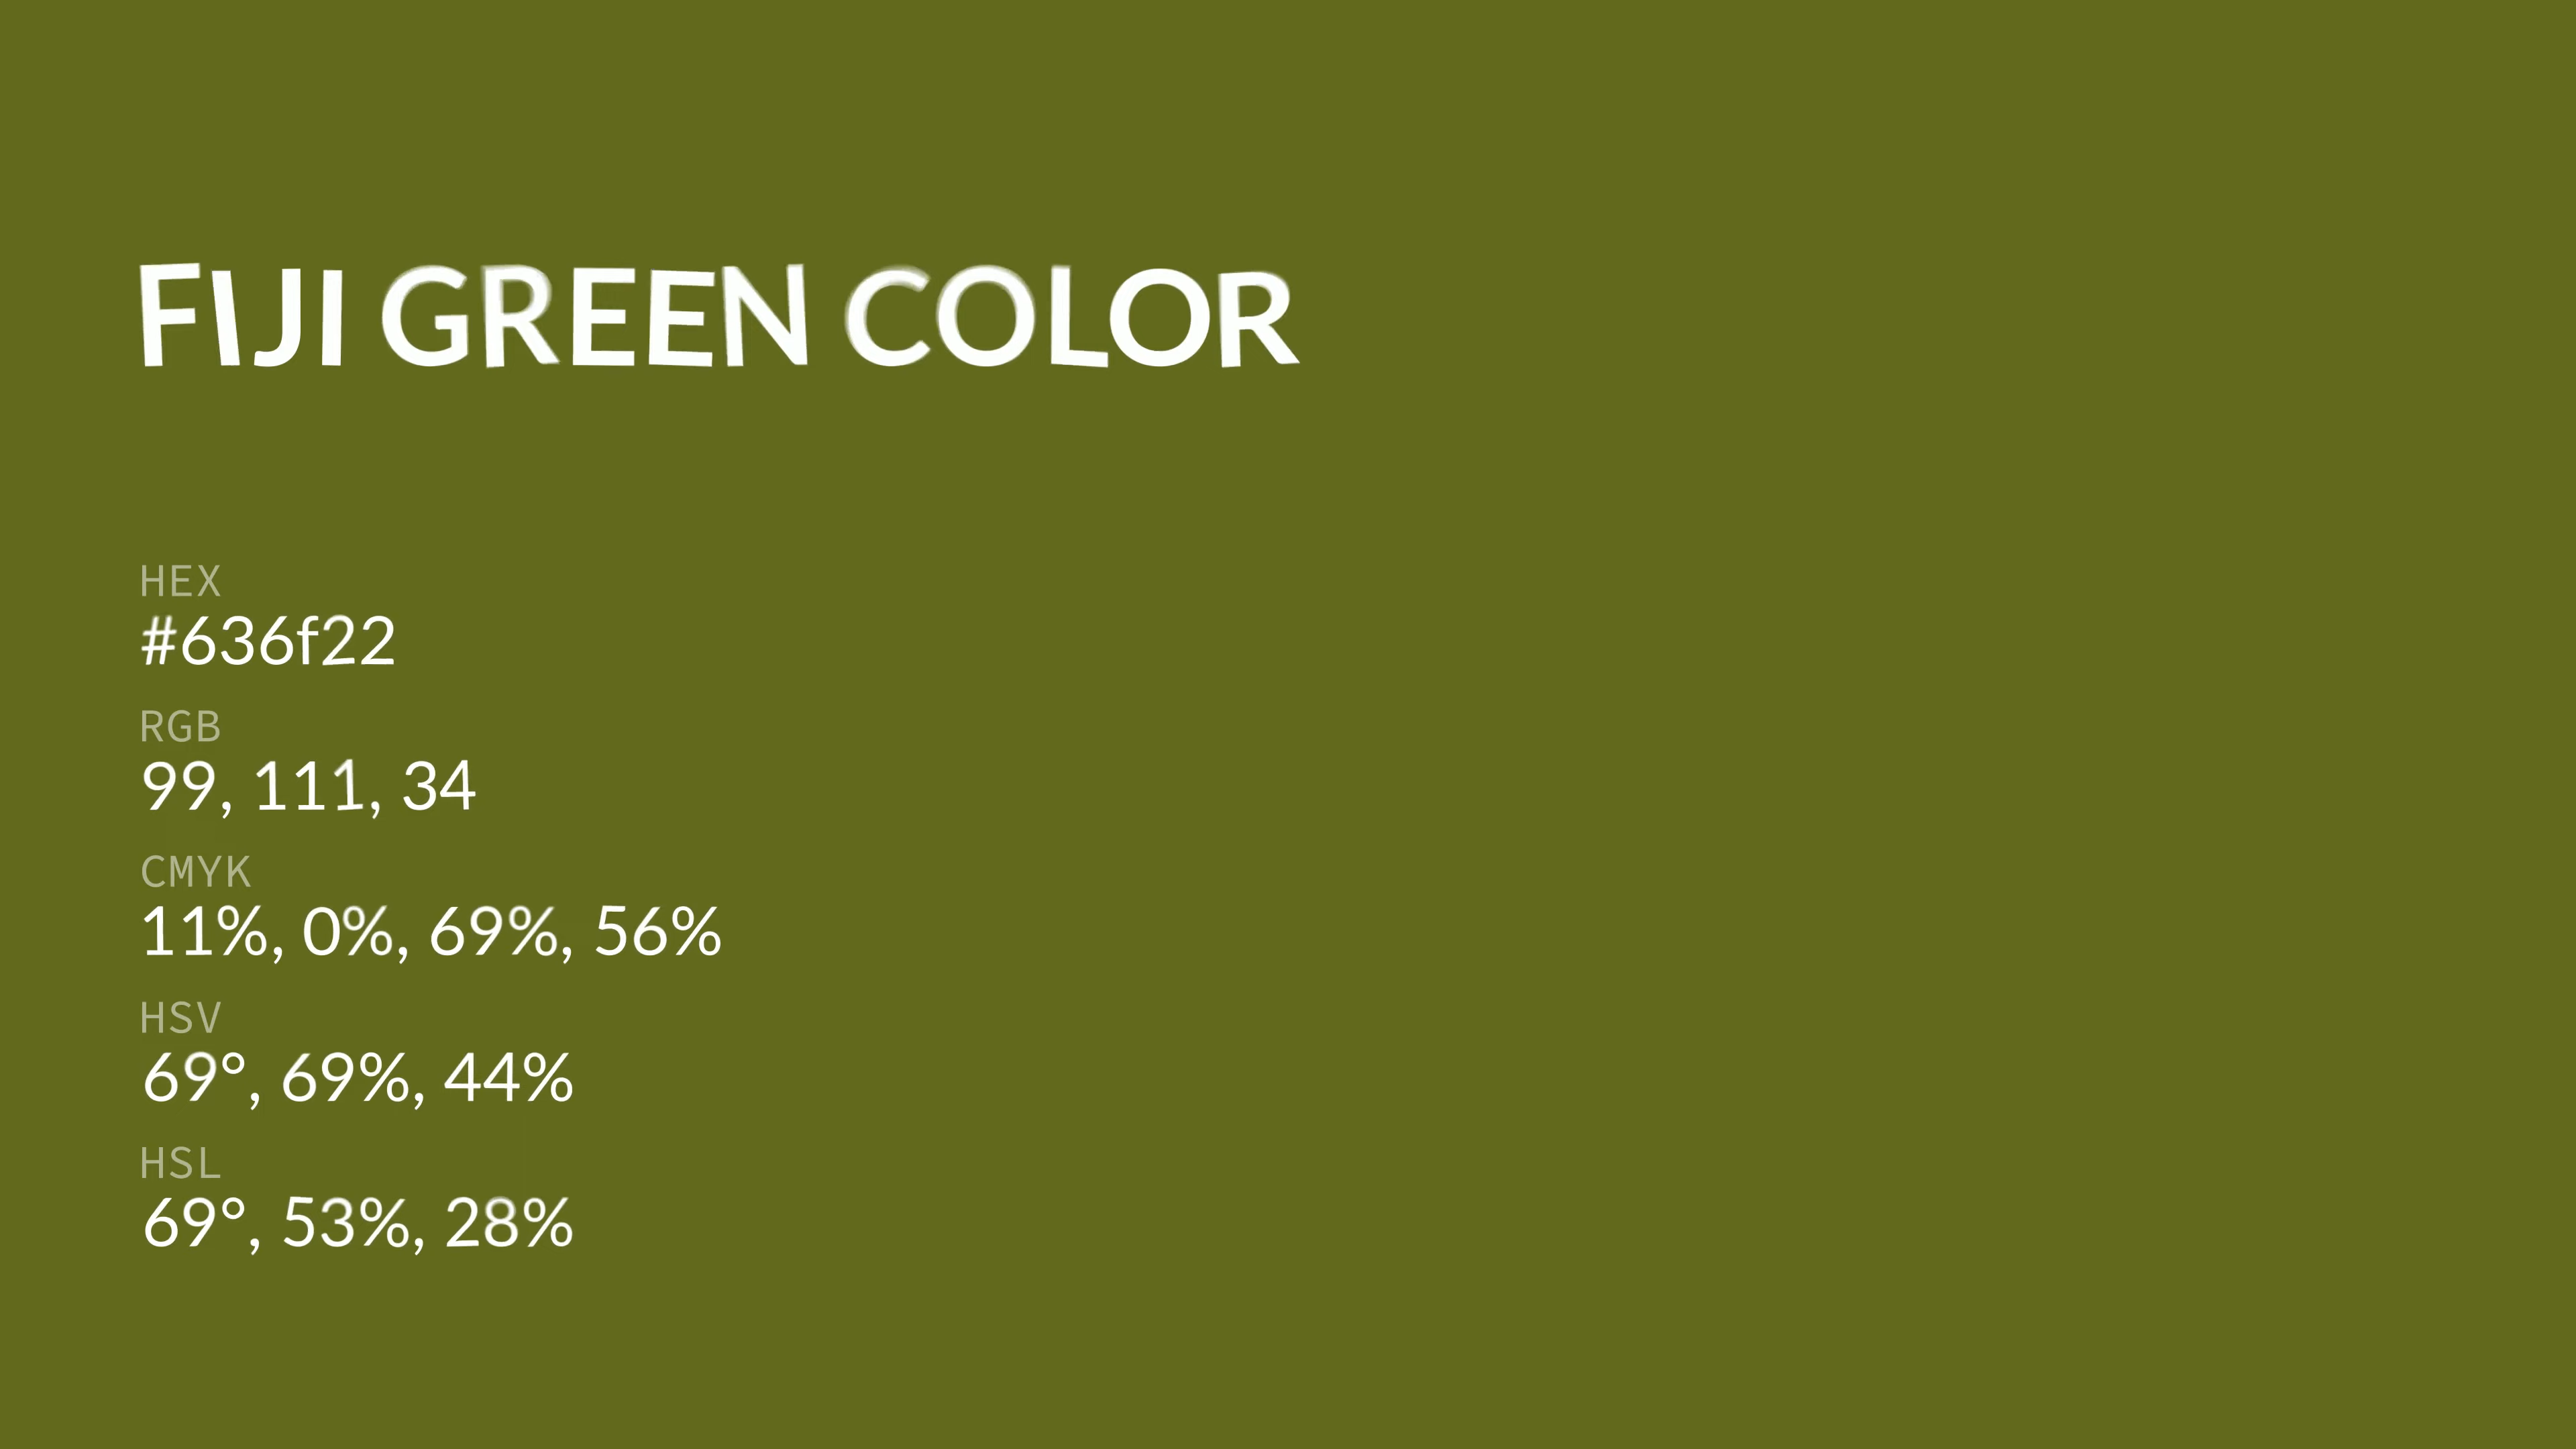 FIJI GREEN COLOR
HEX
#636f22
RGB
99, 111, 34
CMYK
11%, 0%, 69%, 56%
HSV
69°, 69%, 44%
HSL
69°, 53%, 28%